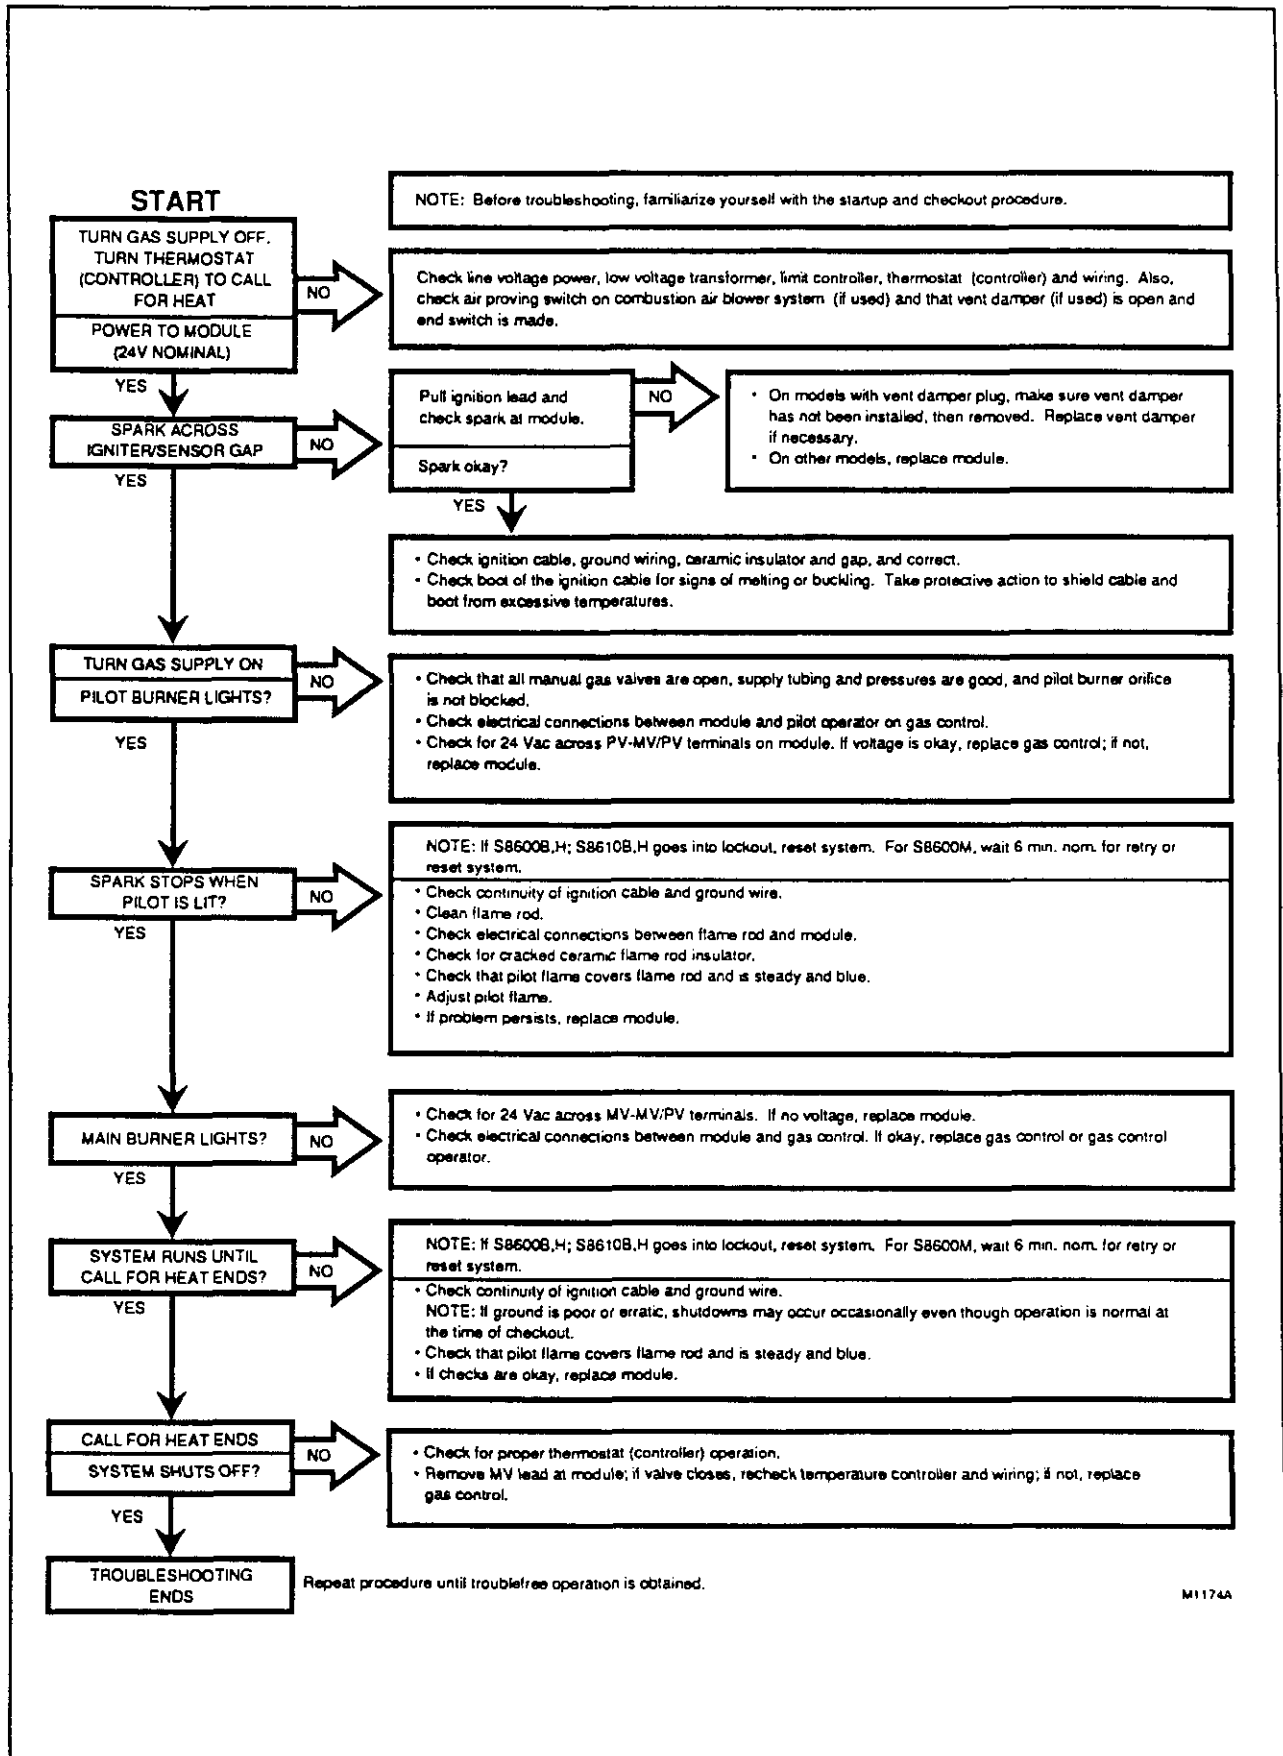 START
NOTE: Before troubleshooting, familiarize yourself with the startup and checkout procedure.
TURN GAS SUPPLY OFF.
TURN THERMOSTAT
(CONTROLLER) TO CALL
FOR HEAT
POWER TO MODULE
(24V NOMINAL)
NO
Check line voltage power, low voltage transformer, limit controller, thermostat (controller) and wiring. Also,
check air proving switch on combustion air blower system (if used) and that vent damper (if used) is open and
end switch is made.
YES
SPARK ACROSS
IGNITER/SENSOR GAP
NO
Pull ignition lead and
check spark at module.
Spark okay?
NO
• On models with vent damper plug, make sure vent damper
has not been installed, then removed. Replace vent damper
if necessary.
• On other models, replace module.
YES
YES
• Check ignition cable, ground wiring, ceramic insulator and gap, and correct.
• Check boot of the ignition cable for signs of melting or buckling. Take protective action to shield cable and
boot from excessive temperatures.
TURN GAS SUPPLY ON
PILOT BURNER LIGHTS?
NO
• Check that all manual gas valves are open, supply tubing and pressures are good, and pilot burner orifice
is not blocked.
• Check electrical connections between module and pilot operator on gas control.
• Check for 24 Vac across PV-MV/PV terminals on module. If voltage is okay, replace gas control; if not,
replace module.
YES
SPARK STOPS WHEN
PILOT IS LIT?
NO
NOTE: If S8600B,H; S8610B,H goes into lockout, reset system. For S8600M, wait 6 min. nom. for retry or
reset system.
• Check continuity of ignition cable and ground wire.
• Clean flame rod.
• Check electrical connections between flame rod and module.
• Check for cracked ceramic flame rod insulator.
• Check that pilot flame covers flame rod and is steady and blue.
• Adjust pilot flame.
• If problem persists, replace module.
YES
MAIN BURNER LIGHTS?
NO
• Check for 24 Vac across MV-MV/PV terminals. If no voltage, replace module.
• Check electrical connections between module and gas control. If okay, replace gas control or gas control
operator.
YES
SYSTEM RUNS UNTIL
CALL FOR HEAT ENDS?
NO
NOTE: If S8600B,H; S8610B,H goes into lockout, reset system. For S8600M, wait 6 min. nom. for retry or
reset system.
• Check continuity of ignition cable and ground wire.
NOTE: If ground is poor or erratic, shutdowns may occur occasionally even though operation is normal at
the time of checkout.
• Check that pilot flame covers flame rod and is steady and blue.
• If checks are okay, replace module.
YES
CALL FOR HEAT ENDS
SYSTEM SHUTS OFF?
NO
• Check for proper thermostat (controller) operation.
• Remove MV lead at module; if valve closes, recheck temperature controller and wiring; if not, replace
gas control.
YES
TROUBLESHOOTING
ENDS
Repeat procedure until troublefree operation is obtained.
M1174A